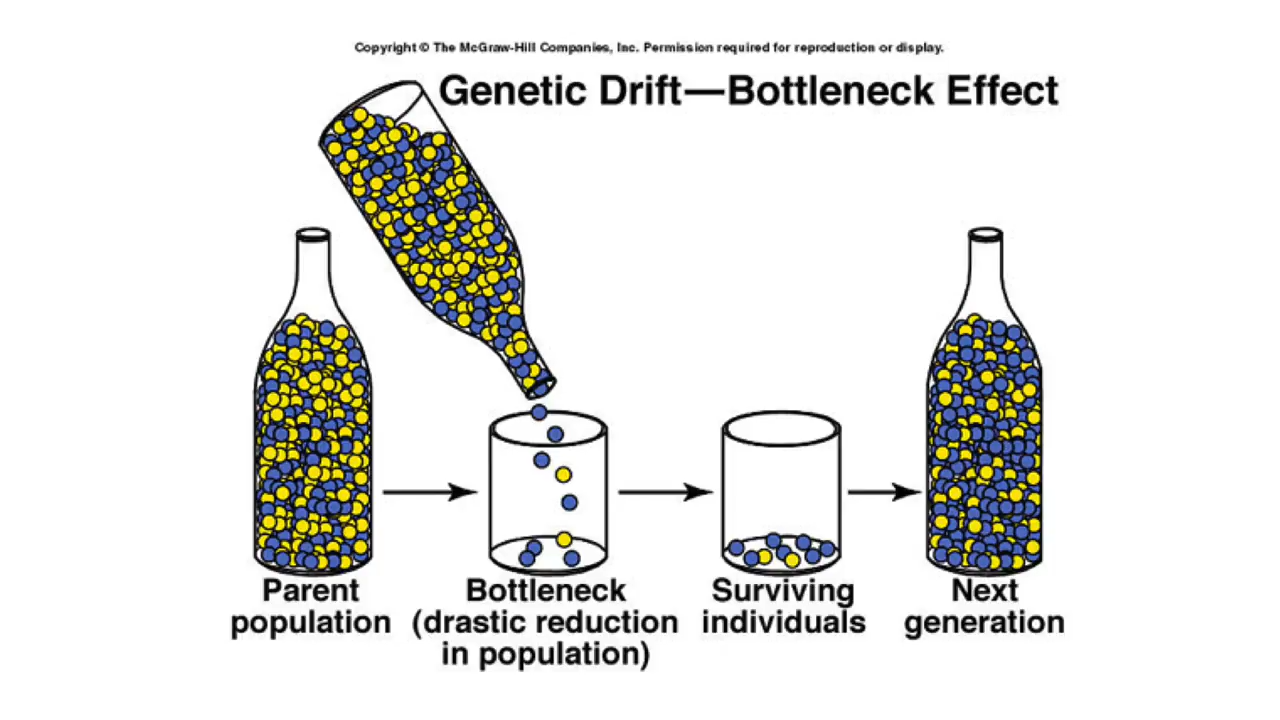 Copyright © The McGraw-Hill Companies, Inc. Permission required for reproduction or display.
Genetic Drift—Bottleneck Effect
Parent
population
Bottleneck
(drastic reduction
in population)
Surviving
individuals
Next
generation